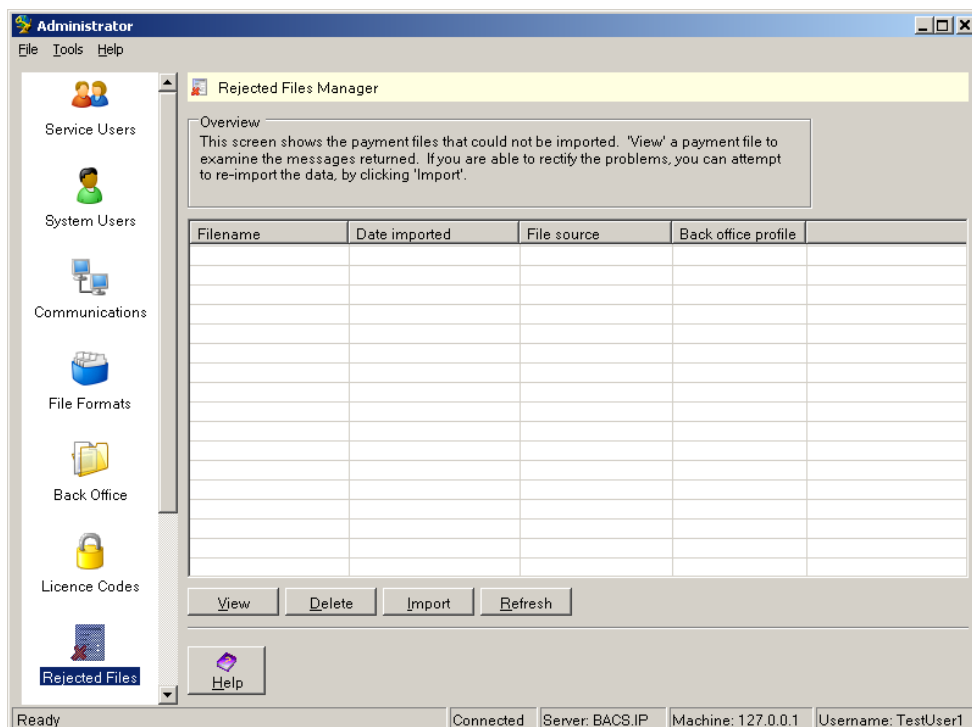 Administrator
File Tools Help
Service Users
System Users
Communications
File Formats
Back Office
Licence Codes
Rejected Files
Rejected Files Manager
Overview
This screen shows the payment files that could not be imported. 'View' a payment file to
examine the messages returned. If you are able to rectify the problems, you can attempt
to re-import the data, by clicking 'Import'.
Filename Date imported File source Back office profile
View Delete Import Refresh
Help
Ready Connected Server: BACS.IP Machine: 127.0.0.1 Username: TestUser1